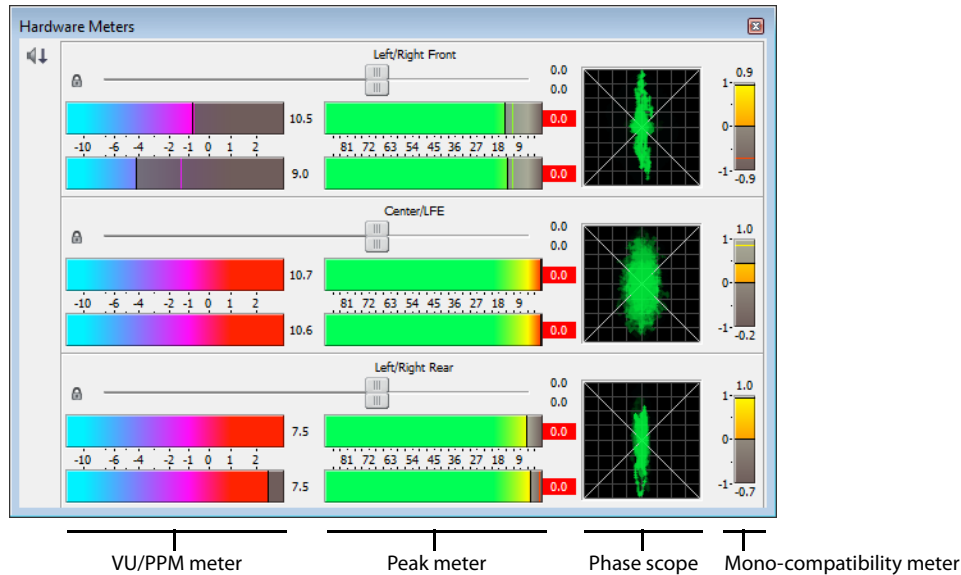 Hardware Meters
Left/Right Front
0.0
0.0
0.9
10.5
0.0
-10 -6 -4 -2 -1 0 1 2
81 72 63 54 45 36 27 18 9
9.0
0.0
1
0
-1
-0.9
Center/LFE
0.0
0.0
1.0
10.7
0.0
-10 -6 -4 -2 -1 0 1 2
81 72 63 54 45 36 27 18 9
10.6
0.0
1
0
-1
-0.2
Left/Right Rear
0.0
0.0
1.0
7.5
0.0
-10 -6 -4 -2 -1 0 1 2
81 72 63 54 45 36 27 18 9
7.5
0.0
1
0
-1
-0.7
VU/PPM meter
Peak meter
Phase scope
Mono-compatibility meter